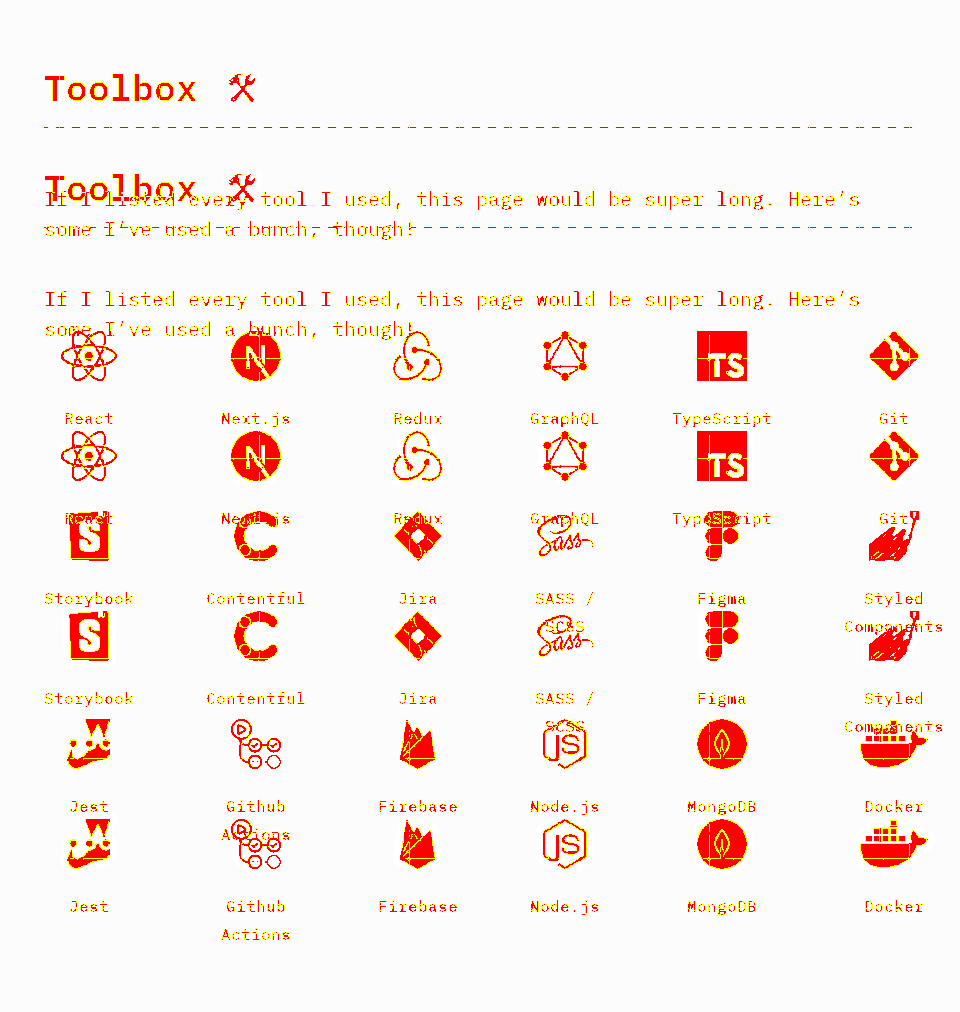 Toolbox
Toolbox
If I listed every tool I used, this page would be super long. Here’s
some I’ve used a bunch, though!
If I listed every tool I used, this page would be super long. Here’s
some I’ve used a bunch, though!
N TS
React Next.js Redux GraphQL TypeScript Git
N TS
React Next.js Redux GraphQL TypeScript Git
S Sass
Storybook Contentful Jira SASS / Figma Styled
SCSS Components
S Sass
Storybook Contentful Jira SASS / Figma Styled
SCSS Components
JS
Jest Github Firebase Node.js MongoDB Docker
Actions
JS
Jest Github Firebase Node.js MongoDB Docker
Actions